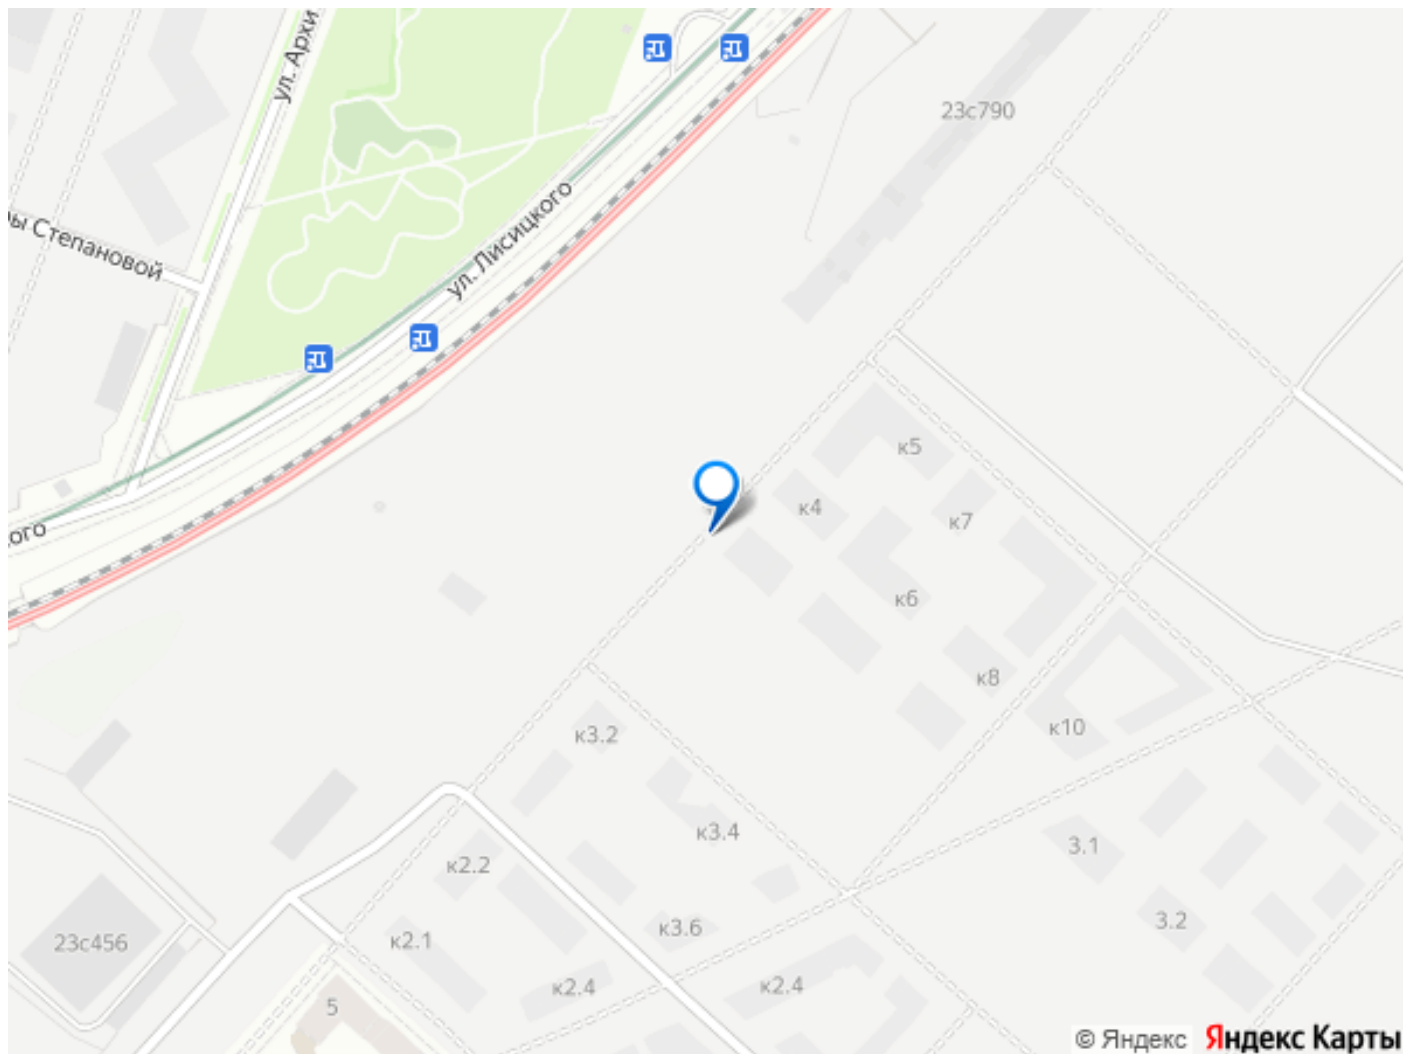 ул. Архи
23с790
ры Степановой
ул. Лисицкого
ого
к5
к4
к7
к6
к8
к10
к3.2
к3.4
к2.2
3.1
3.2
к3.6
к2.1
23с456
к2.4
к2.4
5
© Яндекс Яндекс Карты